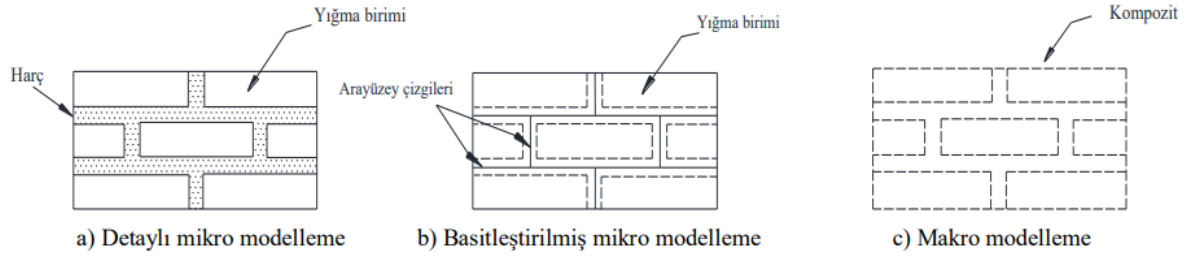 Yığma birimi
Harç
a) Detaylı mikro modelleme
Yığma birimi
Arayüzey çizgileri
b) Basitleştirilmiş mikro modelleme
Kompozit
c) Makro modelleme